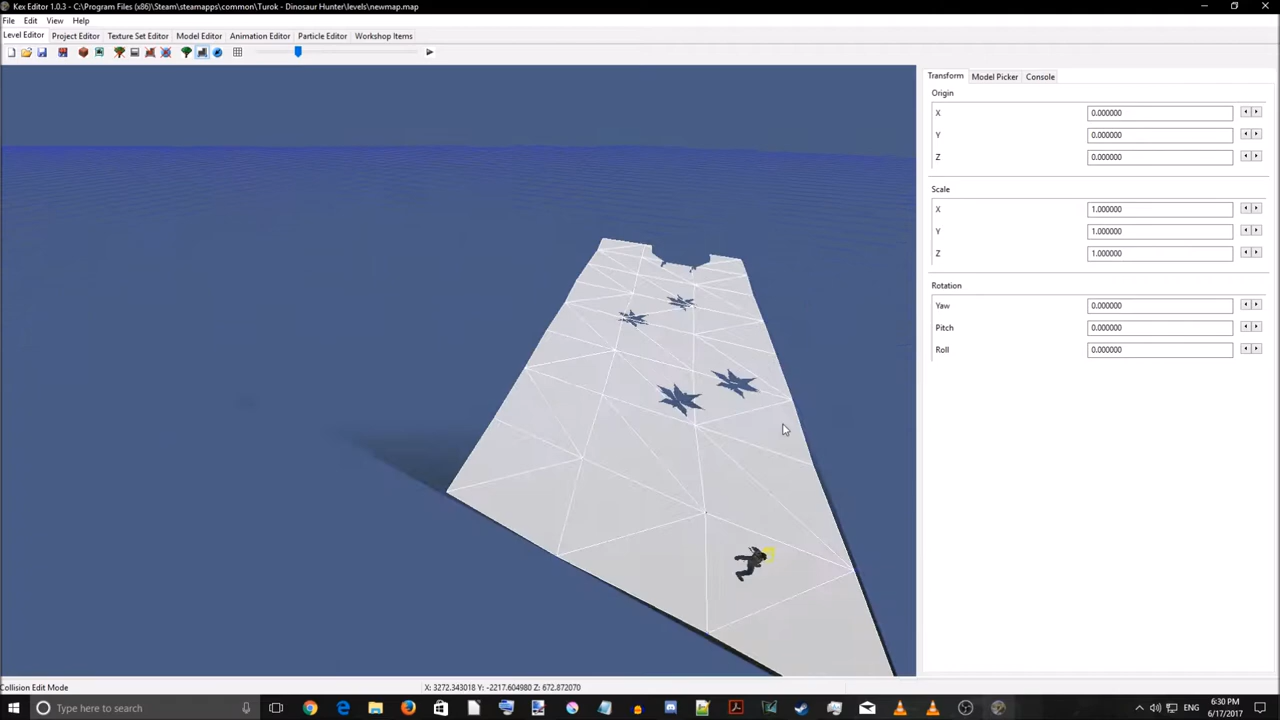 Kex Editor 1.0.3 - C:\Program Files (x86)\Steam\steamapps\common\Turok - Dinosaur Hunter\levels\newmap.map
File Edit View Help
Level Editor Project Editor Texture Set Editor Model Editor Animation Editor Particle Editor Workshop Items
Transform Model Picker Console
Origin
X 0.000000
Y 0.000000
Z 0.000000
Scale
X 1.000000
Y 1.000000
Z 1.000000
Rotation
Yaw 0.000000
Pitch 0.000000
Roll 0.000000
Collision Edit Mode X: 3272.343018 Y: -2217.604980 Z: 672.872070
Type here to search
ENG 6:30 PM
6/17/2017